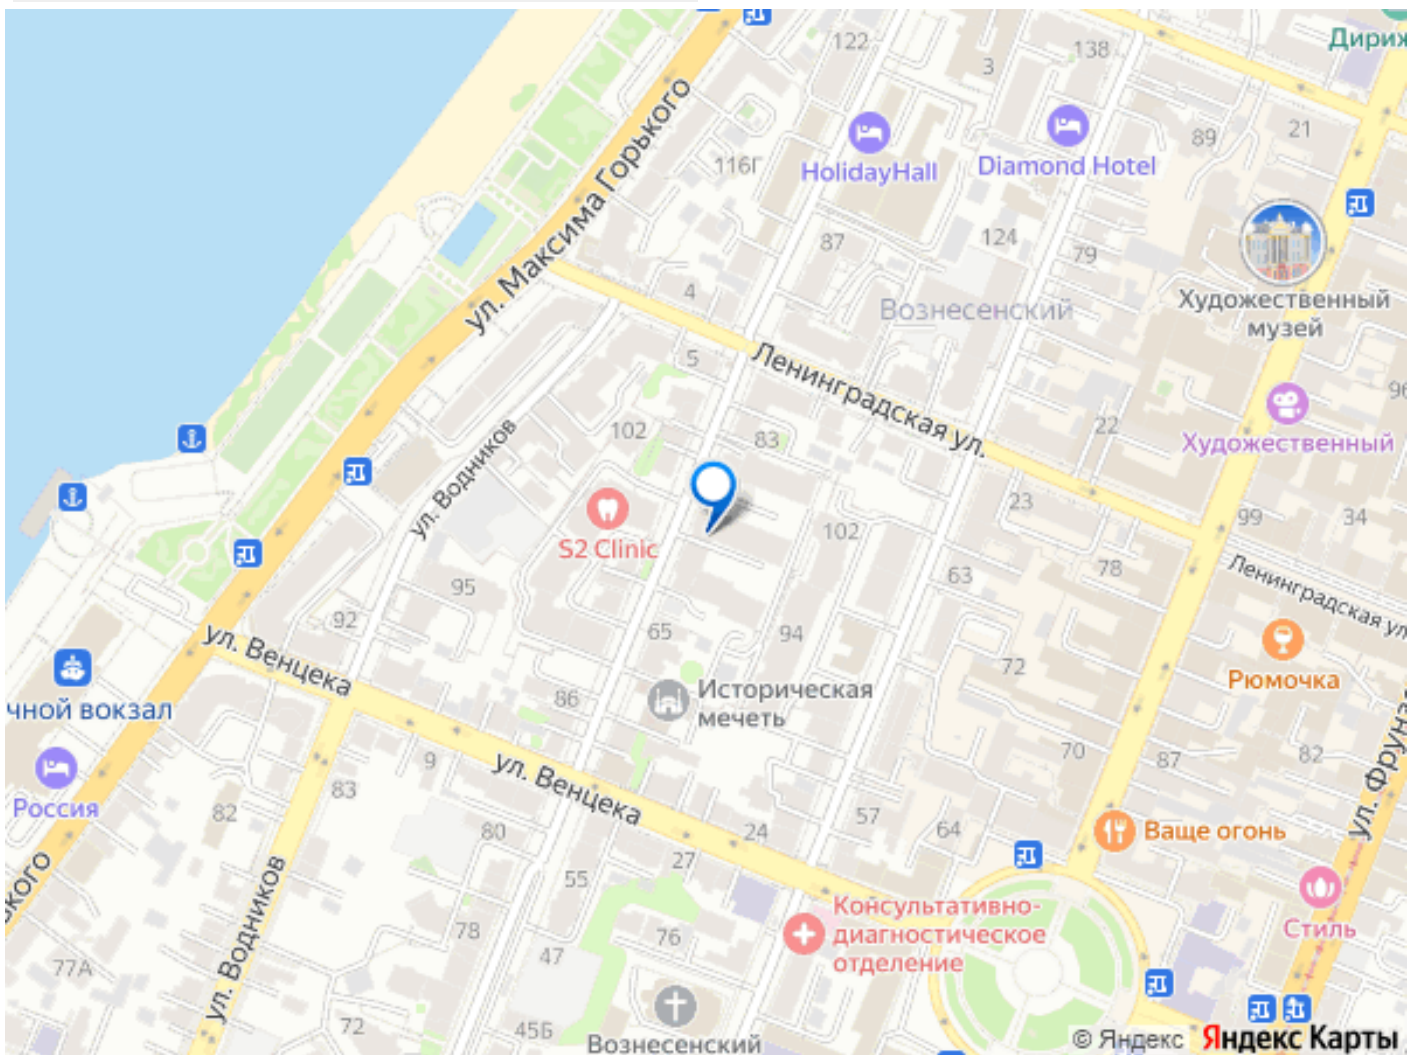 122
138
3
Дириж
89
21
ул. Максима Горького
116Г
HolidayHall
Diamond Hotel
87
124
79
4
Вознесенский
Художественный
музей
5
Ленинградская ул.
96
102
83
22
Художественный
ул. Водников
S2 Clinic
102
23
99
34
63
78
95
92
Ленинградская ул.
ул. Венцека
65
94
72
Рюмочка
86
Историческая
мечеть
чной вокзал
70
87
82
ул. Фрунзе
Россия
9
ул. Венцека
83
82
80
24
57
64
Ваще огонь
27
55
ького
ул. Водников
78
76
47
Консультативно-
диагностическое
отделение
Стиль
77А
72
45Б
Вознесенский
© Яндекс Яндекс Карты